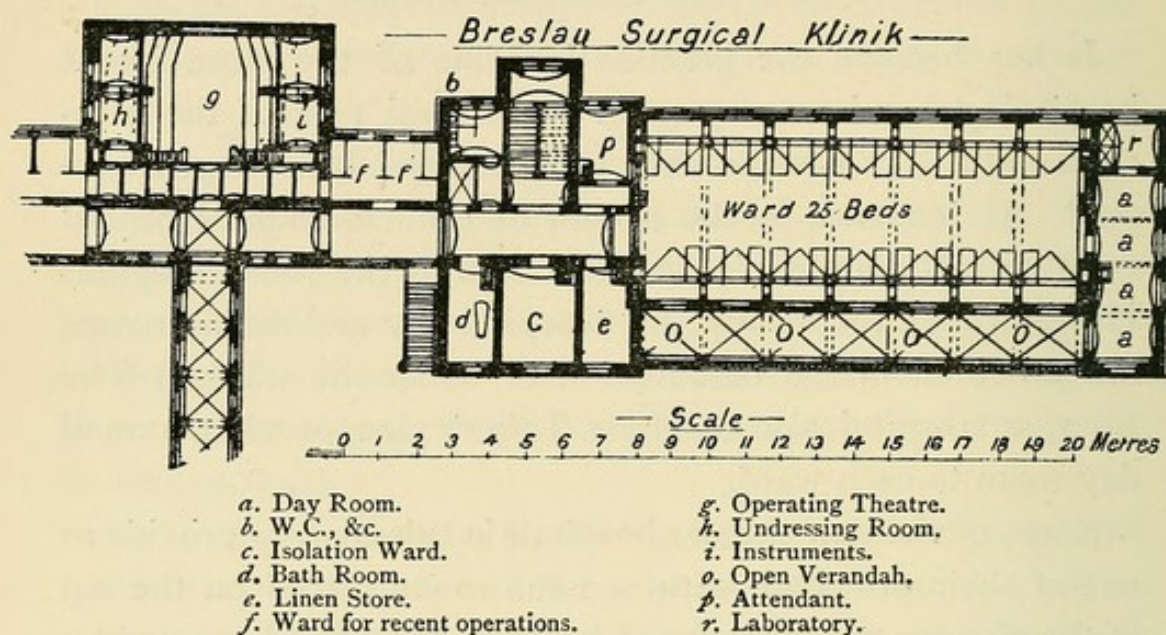 Breslau Surgical Klinik
b
g
h
i
f f
p
r
Ward 25 Beds
a
a
a
a
d
C
e
O O O O
Scale
0 1 2 3 4 5 6 7 8 9 10 11 12 13 14 15 16 17 18 19 20 Metres
a. Day Room.
b. W.C., &c.
c. Isolation Ward.
d. Bath Room.
e. Linen Store.
f. Ward for recent operations.
g. Operating Theatre.
h. Undressing Room.
i. Instruments.
o. Open Verandah.
p. Attendant.
r. Laboratory.